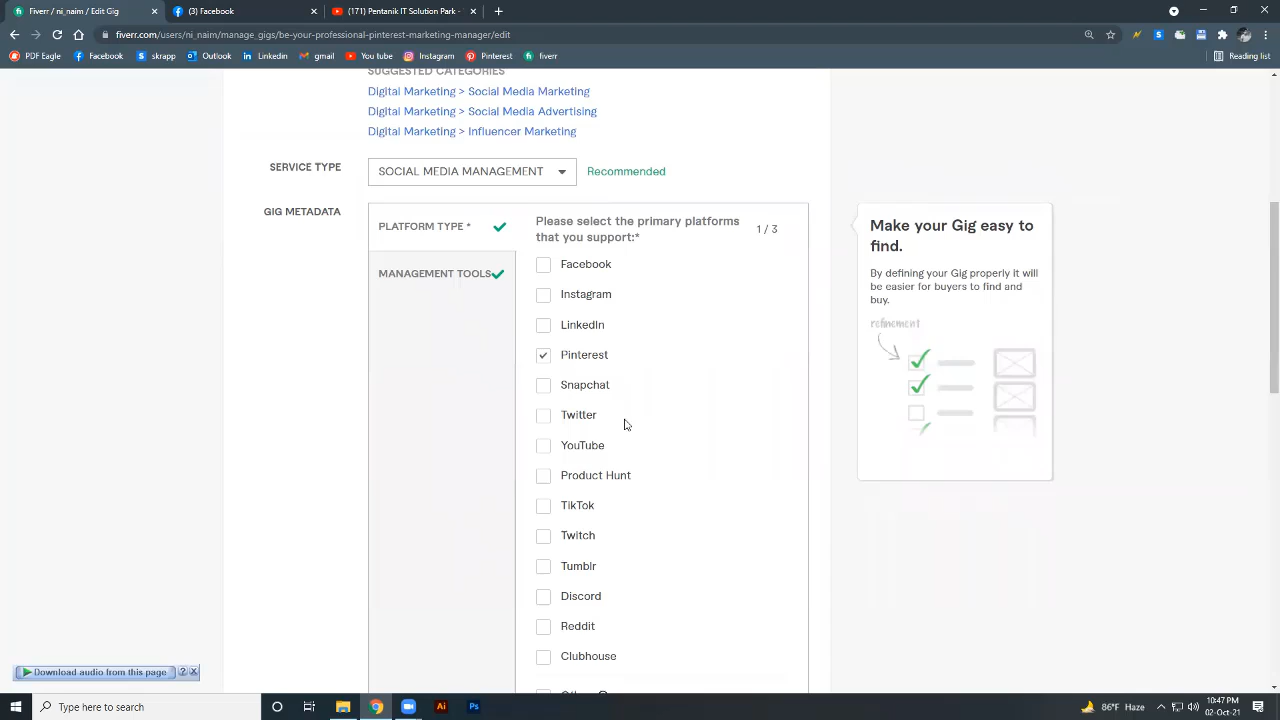 Fiverr / ni_nain / Edit Gig
(3) Facebook
(171) Pentanik IT Solution Park -
fiverr.com/users/ni_nain/manage_gigs/be-your-professional-pinterest-manager/edit
PDF Eagle
Facebook
skrapp
Outlook
Linkedin
gmail
You tube
Instagram
Pinterest
fiverr
Reading list
SUGGESTED CATEGORIES
Digital Marketing > Social Media Marketing
Digital Marketing > Social Media Advertising
Digital Marketing > Influencer Marketing
SERVICE TYPE
SOCIAL MEDIA MANAGEMENT
Recommended
GIG METADATA
PLATFORM TYPE *
MANAGEMENT TOOLS
Please select the primary platforms
that you support:*
1 / 3
Facebook
Instagram
LinkedIn
Pinterest
Snapchat
Twitter
YouTube
Product Hunt
TikTok
Twitch
Tumblr
Discord
Reddit
Clubhouse
Make your Gig easy to
find.
By defining your Gig properly it will
be easier for buyers to find and
buy.
refinement
Download audio from this page
? X
Type here to search
Ai
Ps
86°F Haze
10:47 PM
02-Oct-21